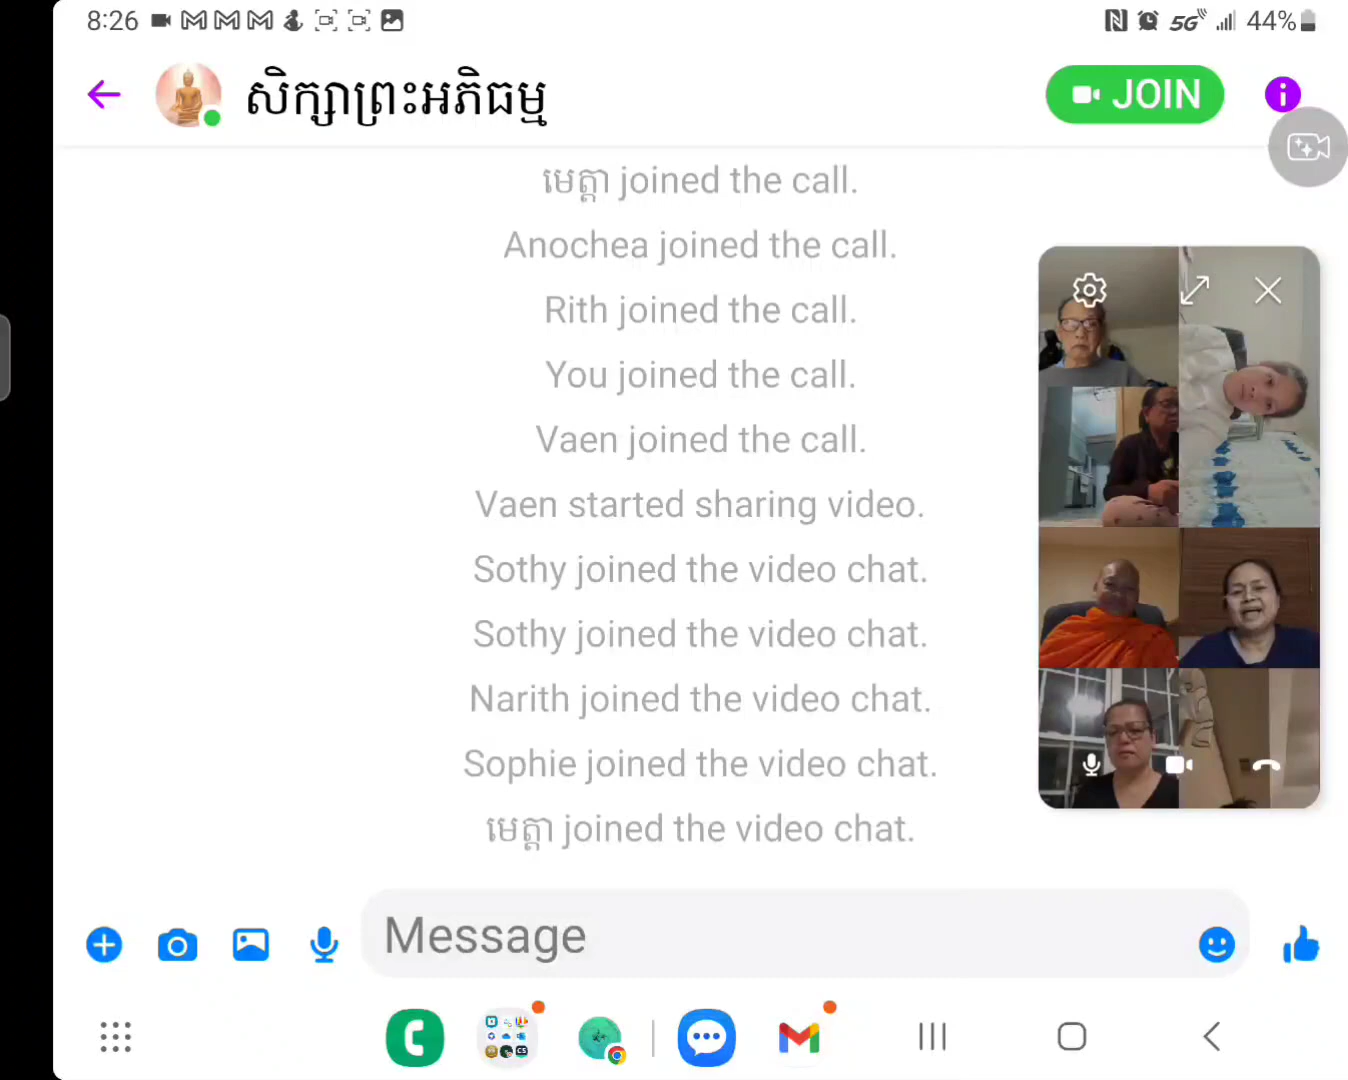 8:26
5G 44%
សិក្សាព្រះអភិធម្ម
JOIN
មេត្តា joined the call.
Anochea joined the call.
Rith joined the call.
You joined the call.
Vaen joined the call.
Vaen started sharing video.
Sothy joined the video chat.
Sothy joined the video chat.
Narith joined the video chat.
Sophie joined the video chat.
មេត្តា joined the video chat.
Message